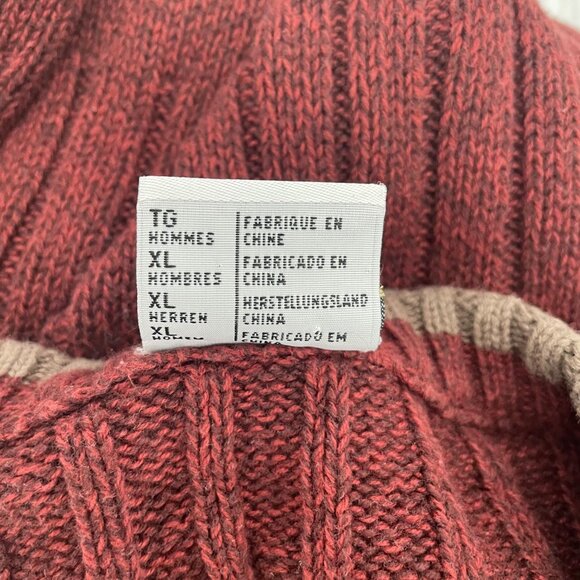 TG
HOMMES
FABRIQUE EN
CHINE
XL
HOMBRES
FABRICADO EN
CHINA
XL
HERREN
HERSTELLUNGSLAND
CHINA
XL
FABRICADO EM